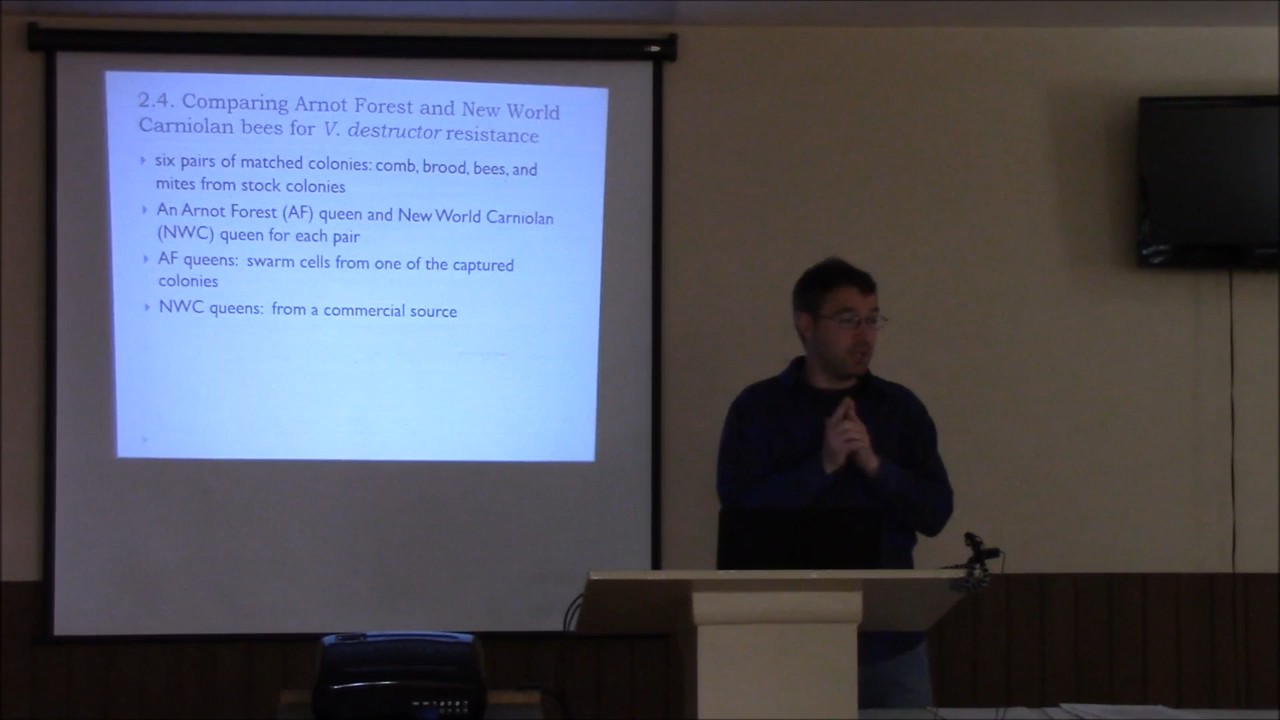 2.4. Comparing Arnot Forest and New World
Carniolan bees for V. destructor resistance
six pairs of matched colonies: comb, brood, bees, and
mites from stock colonies
An Arnot Forest (AF) queen and New World Carniolan
(NWC) queen for each pair
AF queens: swarm cells from one of the captured
colonies
NWC queens: from a commercial source